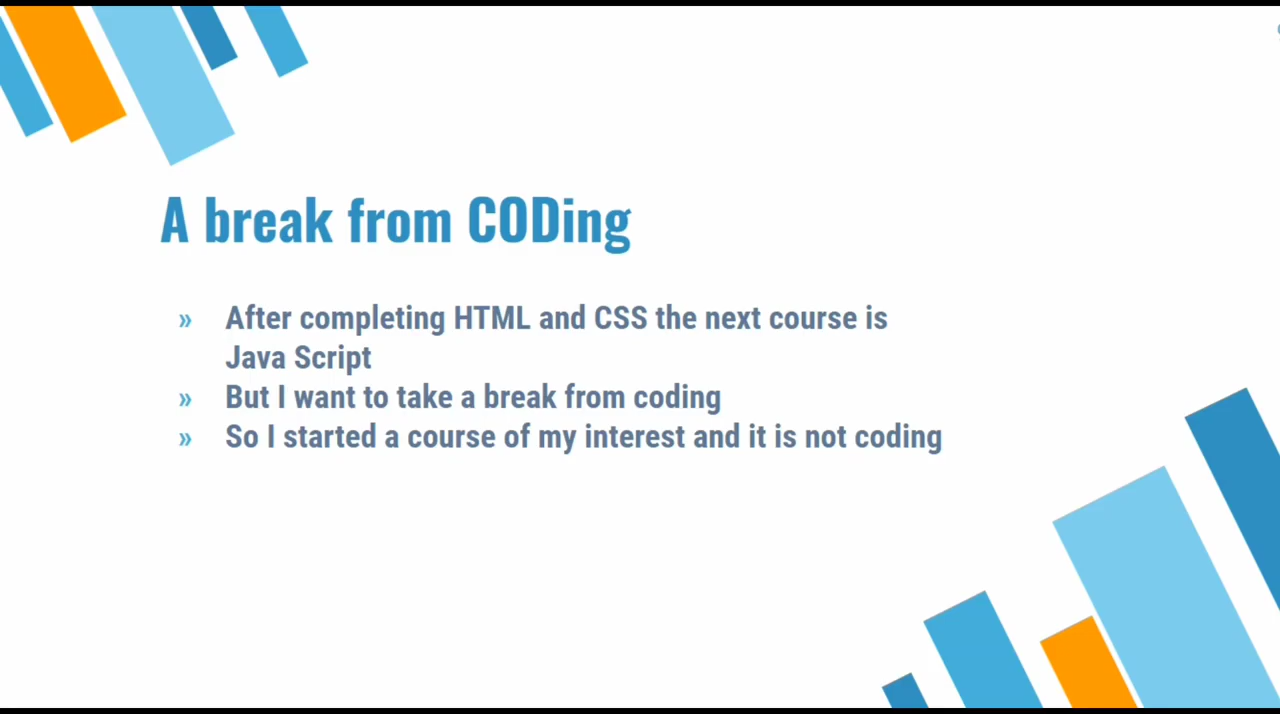 A break from CODing
» After completing HTML and CSS the next course is
Java Script
» But I want to take a break from coding
» So I started a course of my interest and it is not coding